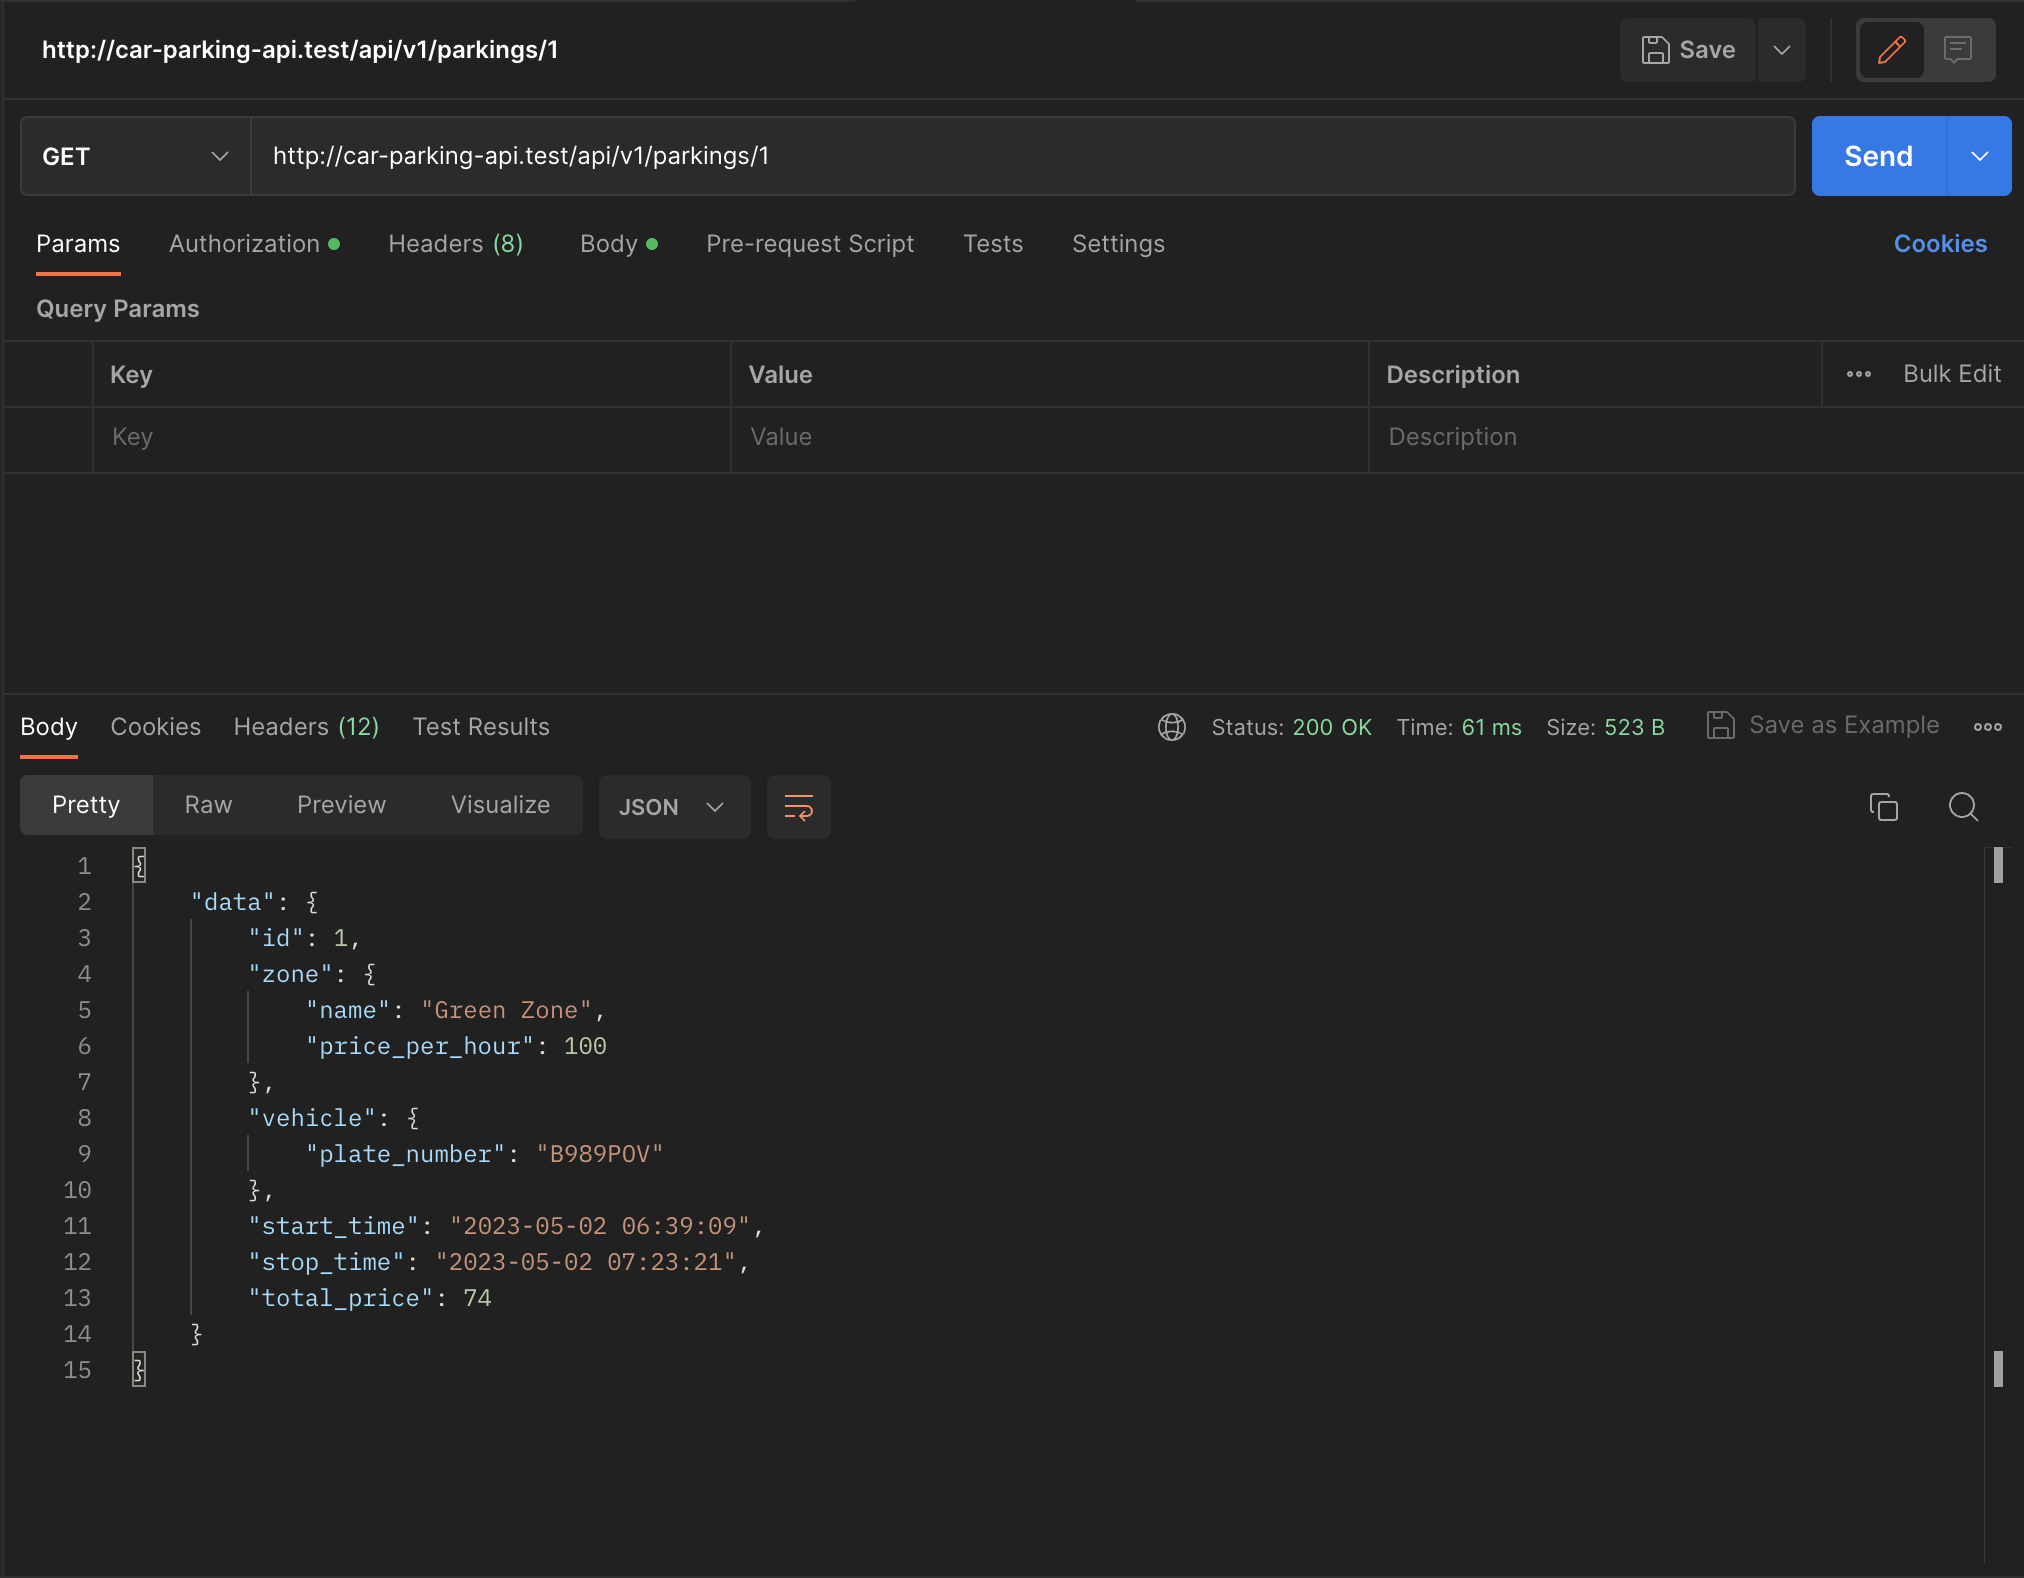 http://car-parking-api.test/api/v1/parkings/1 Save
GET http://car-parking-api.test/api/v1/parkings/1 Send
Params Authorization Headers (8) Body Pre-request Script Tests Settings Cookies
Query Params
Key Value Description Bulk Edit
Key Value Description
Body Cookies Headers (12) Test Results Status: 200 OK Time: 61 ms Size: 523 B Save as Example
Pretty Raw Preview Visualize JSON
1 {
2 "data": {
3 "id": 1,
4 "zone": {
5 "name": "Green Zone",
6 "price_per_hour": 100
7 },
8 "vehicle": {
9 "plate_number": "B989POV"
10 },
11 "start_time": "2023-05-02 06:39:09",
12 "stop_time": "2023-05-02 07:23:21",
13 "total_price": 74
14 }
15 }